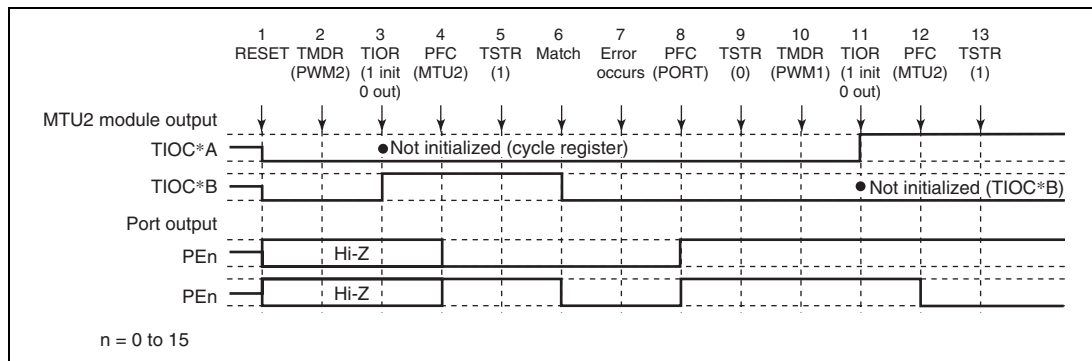 1 2 3 4 5 6 7 8 9 10 11 12 13
RESET TMDR TIOR PFC TSTR Match Error PFC TSTR TMDR TIOR PFC TSTR
(PWM2) (1 init (MTU2) (1) occurs (PORT) (0) (PWM1) (1 init (MTU2) (1)
0 out) 0 out)
MTU2 module output
TIOC*A ●Not initialized (cycle register)
TIOC*B ● Not initialized (TIOC*B)
Port output
PEn Hi-Z
PEn Hi-Z
n = 0 to 15